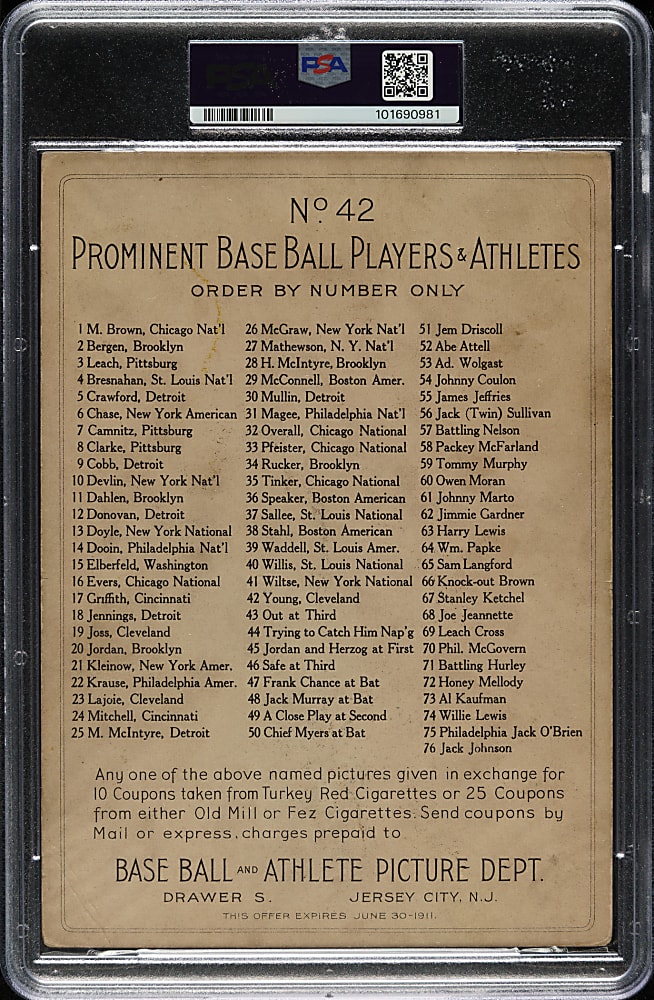 PSA
101690981
Nº 42
PROMINENT BASE BALL PLAYERS & ATHLETES
ORDER BY NUMBER ONLY
1 M. Brown, Chicago Nat'l
2 Bergen, Brooklyn
3 Leach, Pittsburg
4 Bresnahan, St. Louis Nat'l
5 Crawford, Detroit
6 Chase, New York American
7 Camnitz, Pittsburg
8 Clarke, Pittsburg
9 Cobb, Detroit
10 Devlin, New York Nat'l
11 Dahlen, Brooklyn
12 Donovan, Detroit
13 Doyle, New York National
14 Dooin, Philadelphia Nat'l
15 Elberfeld, Washington
16 Evers, Chicago National
17 Griffith, Cincinnati
18 Jennings, Detroit
19 Joss, Cleveland
20 Jordan, Brooklyn
21 Kleinow, New York Amer.
22 Krause, Philadelphia Amer.
23 Lajoie, Cleveland
24 Mitchell, Cincinnati
25 M. McIntyre, Detroit
26 McGraw, New York Nat'l
27 Mathewson, N. Y. Nat'l
28 H. McIntyre, Brooklyn
29 McConnell, Boston Amer.
30 Mullin, Detroit
31 Magee, Philadelphia Nat'l
32 Overall, Chicago National
33 Pfeister, Chicago National
34 Rucker, Brooklyn
35 Tinker, Chicago National
36 Speaker, Boston American
37 Sallee, St. Louis National
38 Stahl, Boston American
39 Waddell, St. Louis Amer.
40 Willis, St. Louis National
41 Wiltse, New York National
42 Young, Cleveland
43 Out at Third
44 Trying to Catch Him Nap'g
45 Jordan and Herzog at First
46 Safe at Third
47 Frank Chance at Bat
48 Jack Murray at Bat
49 A Close Play at Second
50 Chief Myers at Bat
51 Jem Driscoll
52 Abe Attell
53 Ad. Wolgast
54 Johnny Coulon
55 James Jeffries
56 Jack (Twin) Sullivan
57 Battling Nelson
58 Packey McFarland
59 Tommy Murphy
60 Owen Moran
61 Johnny Marto
62 Jimmie Gardner
63 Harry Lewis
64 Wm. Papke
65 Sam Langford
66 Knock-out Brown
67 Stanley Ketchel
68 Joe Jeannette
69 Leach Cross
70 Phil. McGovern
71 Battling Hurley
72 Honey Mellody
73 Al Kaufman
74 Willie Lewis
75 Philadelphia Jack O'Brien
76 Jack Johnson
Any one of the above named pictures given in exchange for
10 Coupons taken from Turkey Red Cigarettes or 25 Coupons
from either Old Mill or Fez Cigarettes. Send coupons by
Mail or express, charges prepaid to
BASE BALL AND ATHLETE PICTURE DEPT.
DRAWER S. JERSEY CITY, N.J.
THIS OFFER EXPIRES JUNE 30-1911.